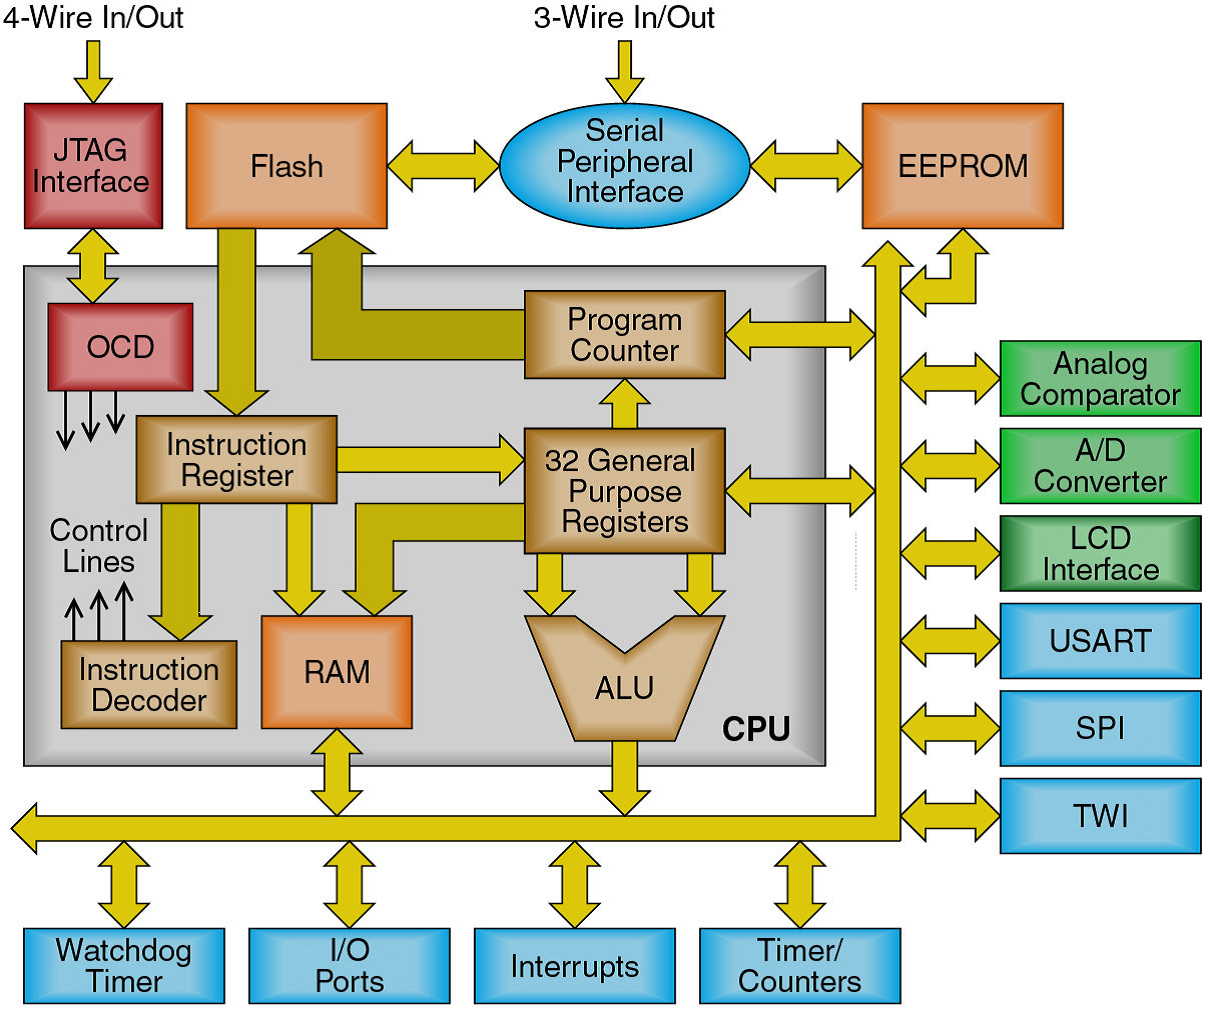 4-Wire In/Out
3-Wire In/Out
JTAG
Interface
Flash
Serial
Peripheral
Interface
EEPROM
OCD
Program
Counter
Analog
Comparator
Instruction
Register
32 General
Purpose
Registers
A/D
Converter
Control
Lines
LCD
Interface
Instruction
Decoder
RAM
ALU
CPU
USART
SPI
TWI
Watchdog
Timer
I/O
Ports
Interrupts
Timer/
Counters